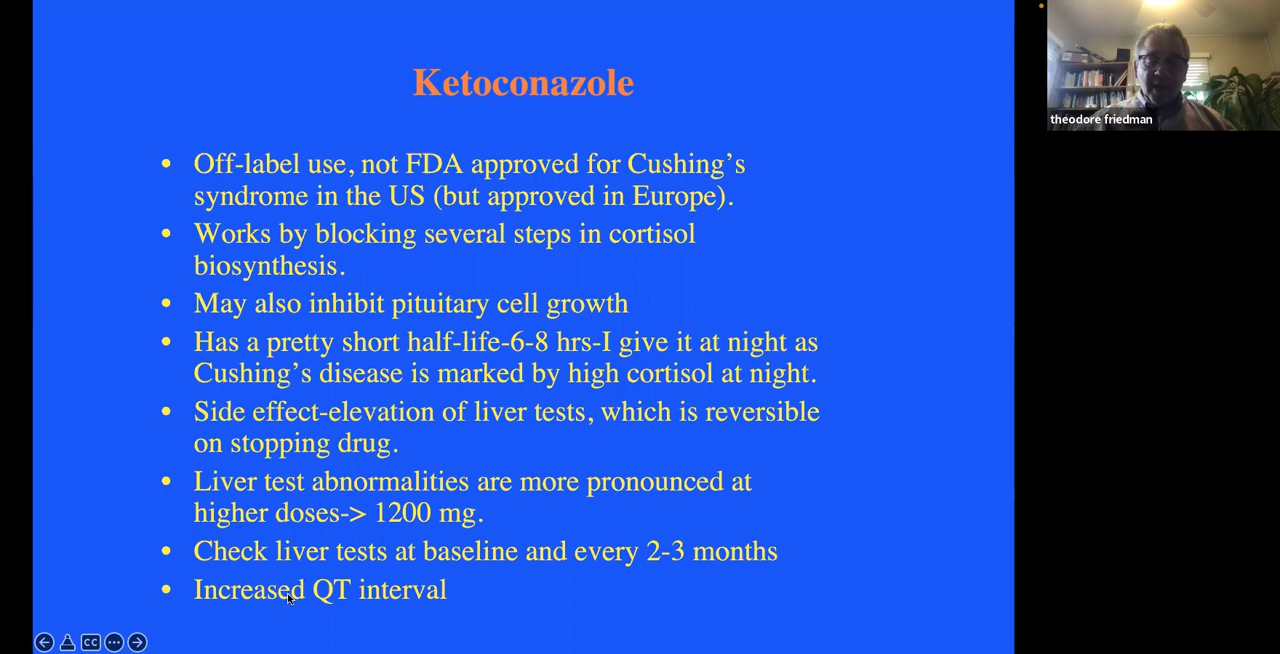 Ketoconazole
• Off-label use, not FDA approved for Cushing’s
syndrome in the US (but approved in Europe).
• Works by blocking several steps in cortisol
biosynthesis.
• May also inhibit pituitary cell growth
• Has a pretty short half-life-6-8 hrs-I give it at night as
Cushing’s disease is marked by high cortisol at night.
• Side effect-elevation of liver tests, which is reversible
on stopping drug.
• Liver test abnormalities are more pronounced at
higher doses-> 1200 mg.
• Check liver tests at baseline and every 2-3 months
• Increased QT interval
theodore friedman
CC